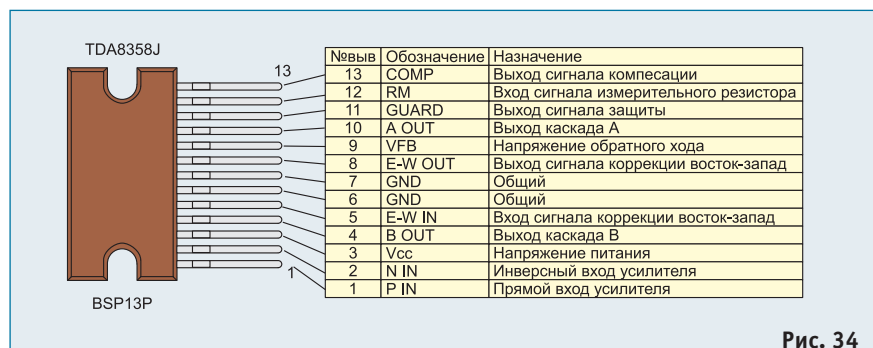 TDA8358J
13
1
BSP13P
№выв Обозначение Назначение
13 COMP Выход сигнала компесации
12 RM Вход сигнала измерительного резистора
11 GUARD Выход сигнала защиты
10 A OUT Выход каскада А
9 VFB Напряжение обратного хода
8 E-W OUT Выход сигнала коррекции восток-запад
7 GND Общий
6 GND Общий
5 E-W IN Вход сигнала коррекции восток-запад
4 B OUT Выход каскада В
3 Vcc Напряжение питания
2 N IN Инверсный вход усилителя
1 P IN Прямой вход усилителя
Рис. 34